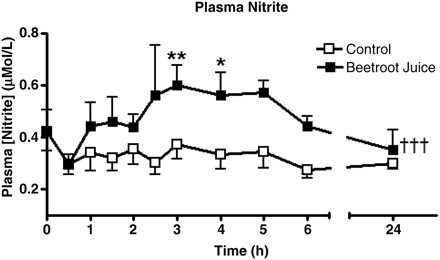 Plasma Nitrite
Plasma [Nitrite] (µMol/L)
0.8
0.6
0.4
0.2
** 
*
†††
Control
Beetroot Juice
0 1 2 3 4 5 6 24
Time (h)